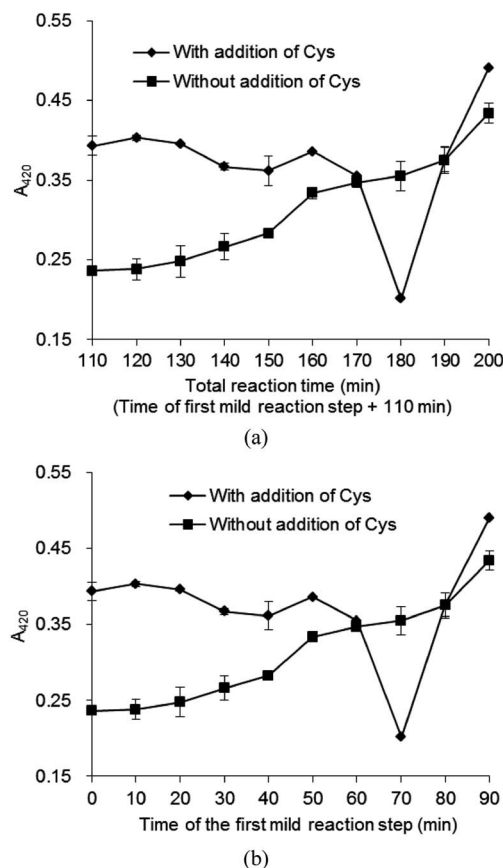 0.55
With addition of Cys
Without addition of Cys
0.45
A420
0.35
0.25
0.15
110 120 130 140 150 160 170 180 190 200
Total reaction time (min)
(Time of first mild reaction step + 110 min)
(a)
0.55
With addition of Cys
Without addition of Cys
0.45
A420
0.35
0.25
0.15
0 10 20 30 40 50 60 70 80 90
Time of the first mild reaction step (min)
(b)